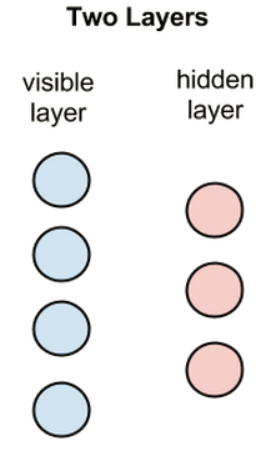 Two Layers
visible
layer
hidden
layer